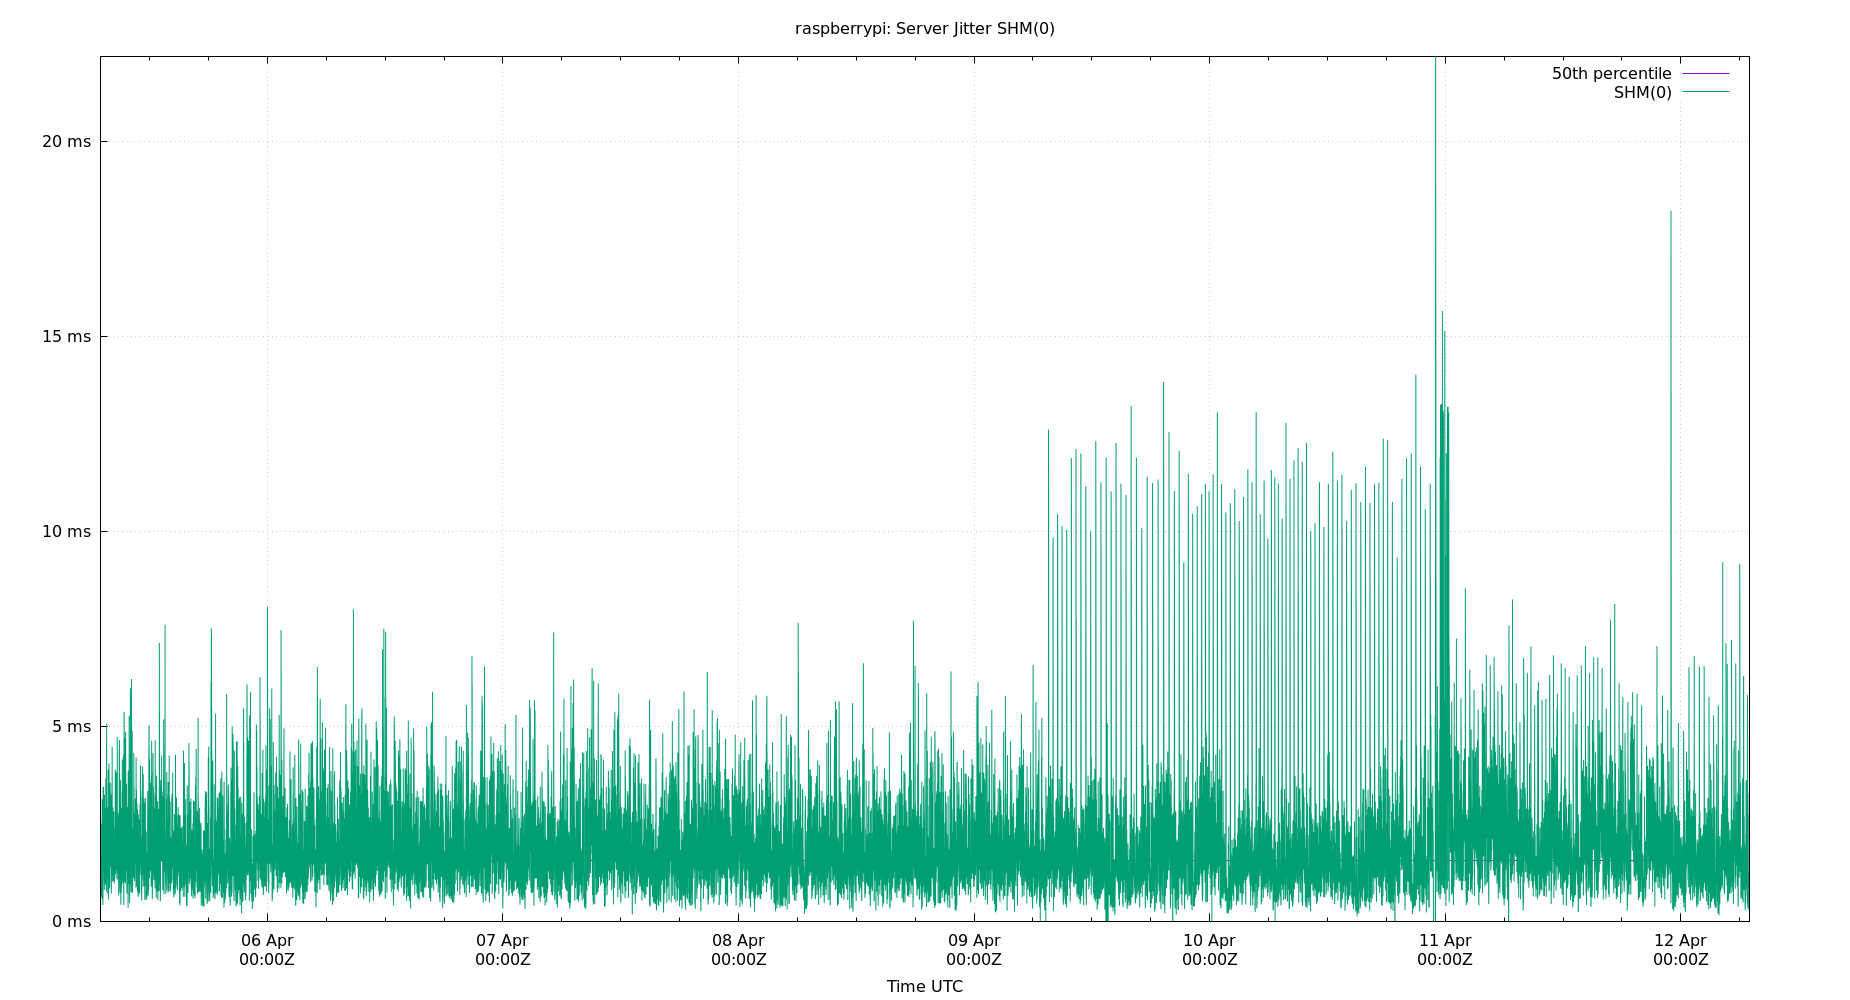 raspberrypi: Server Jitter SHM(0)
50th percentile
SHM(0)
20 ms
15 ms
10 ms
5 ms
0 ms
06 Apr
00:00Z
07 Apr
00:00Z
08 Apr
00:00Z
09 Apr
00:00Z
10 Apr
00:00Z
11 Apr
00:00Z
12 Apr
00:00Z
Time UTC